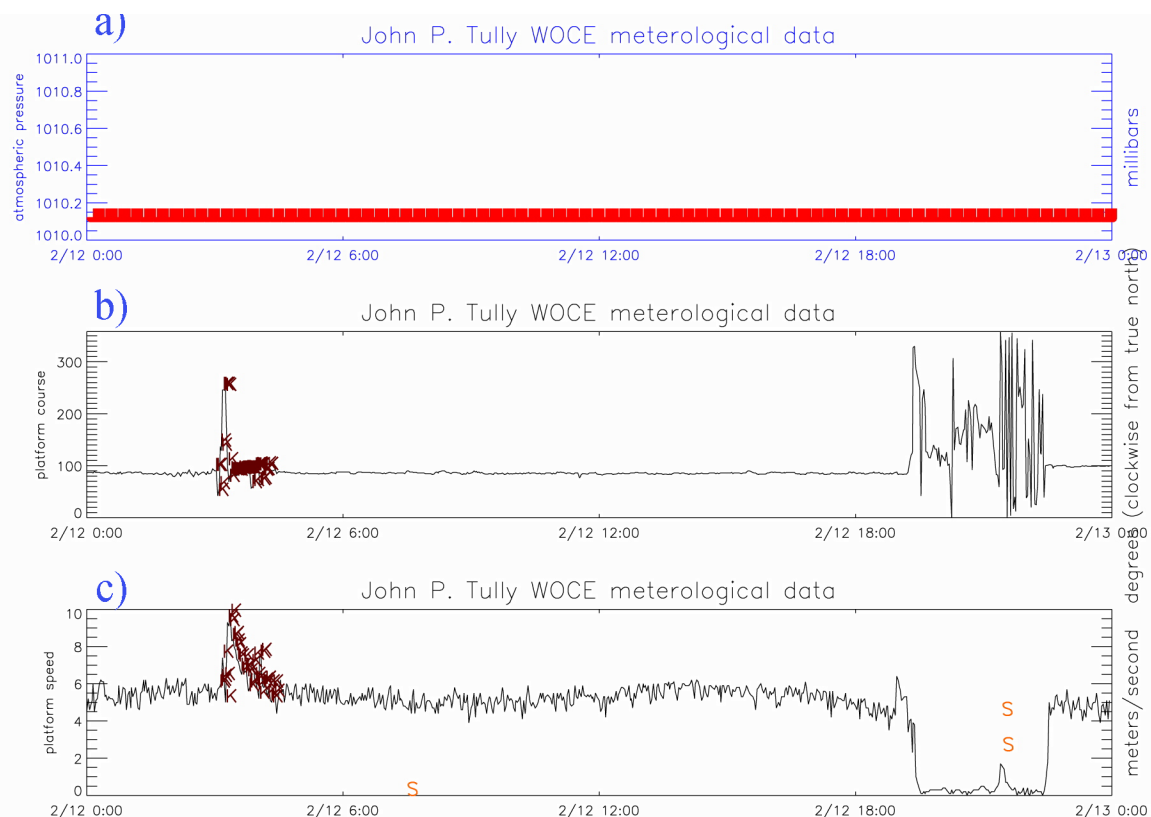 a)
John P. Tully WOCE meterological data
atmospheric pressure
1011.0
1010.8
1010.6
1010.4
1010.2
1010.0
millibars
2/12 0:00 2/12 6:00 2/12 12:00 2/12 18:00 2/13 0:00
b)
John P. Tully WOCE meterological data
platform course
300
200
100
0
degrees (clockwise from true north)
2/12 0:00 2/12 6:00 2/12 12:00 2/12 18:00 2/13 0:00
c)
John P. Tully WOCE meterological data
platform speed
10
8
6
4
2
0
S
S
S
meters/second
2/12 0:00 2/12 6:00 2/12 12:00 2/12 18:00 2/13 0:00